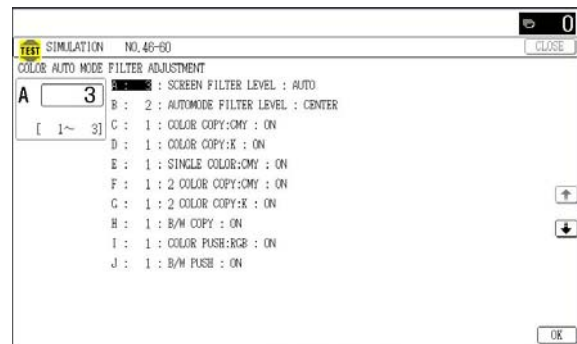 0
TEST SIMULATION NO.46-60
CLOSE
COLOR AUTO MODE FILTER ADJUSTMENT
A 3
[ 1~ 3]
A : 3 : SCREEN FILTER LEVEL : AUTO
B : 2 : AUTOMODE FILTER LEVEL : CENTER
C : 1 : COLOR COPY:CMY : ON
D : 1 : COLOR COPY:K : ON
E : 1 : SINGLE COLOR:CMY : ON
F : 1 : 2 COLOR COPY:CMY : ON
G : 1 : 2 COLOR COPY:K : ON
H : 1 : B/W COPY : ON
I : 1 : COLOR PUSH:RGB : ON
J : 1 : B/W PUSH : ON
OK